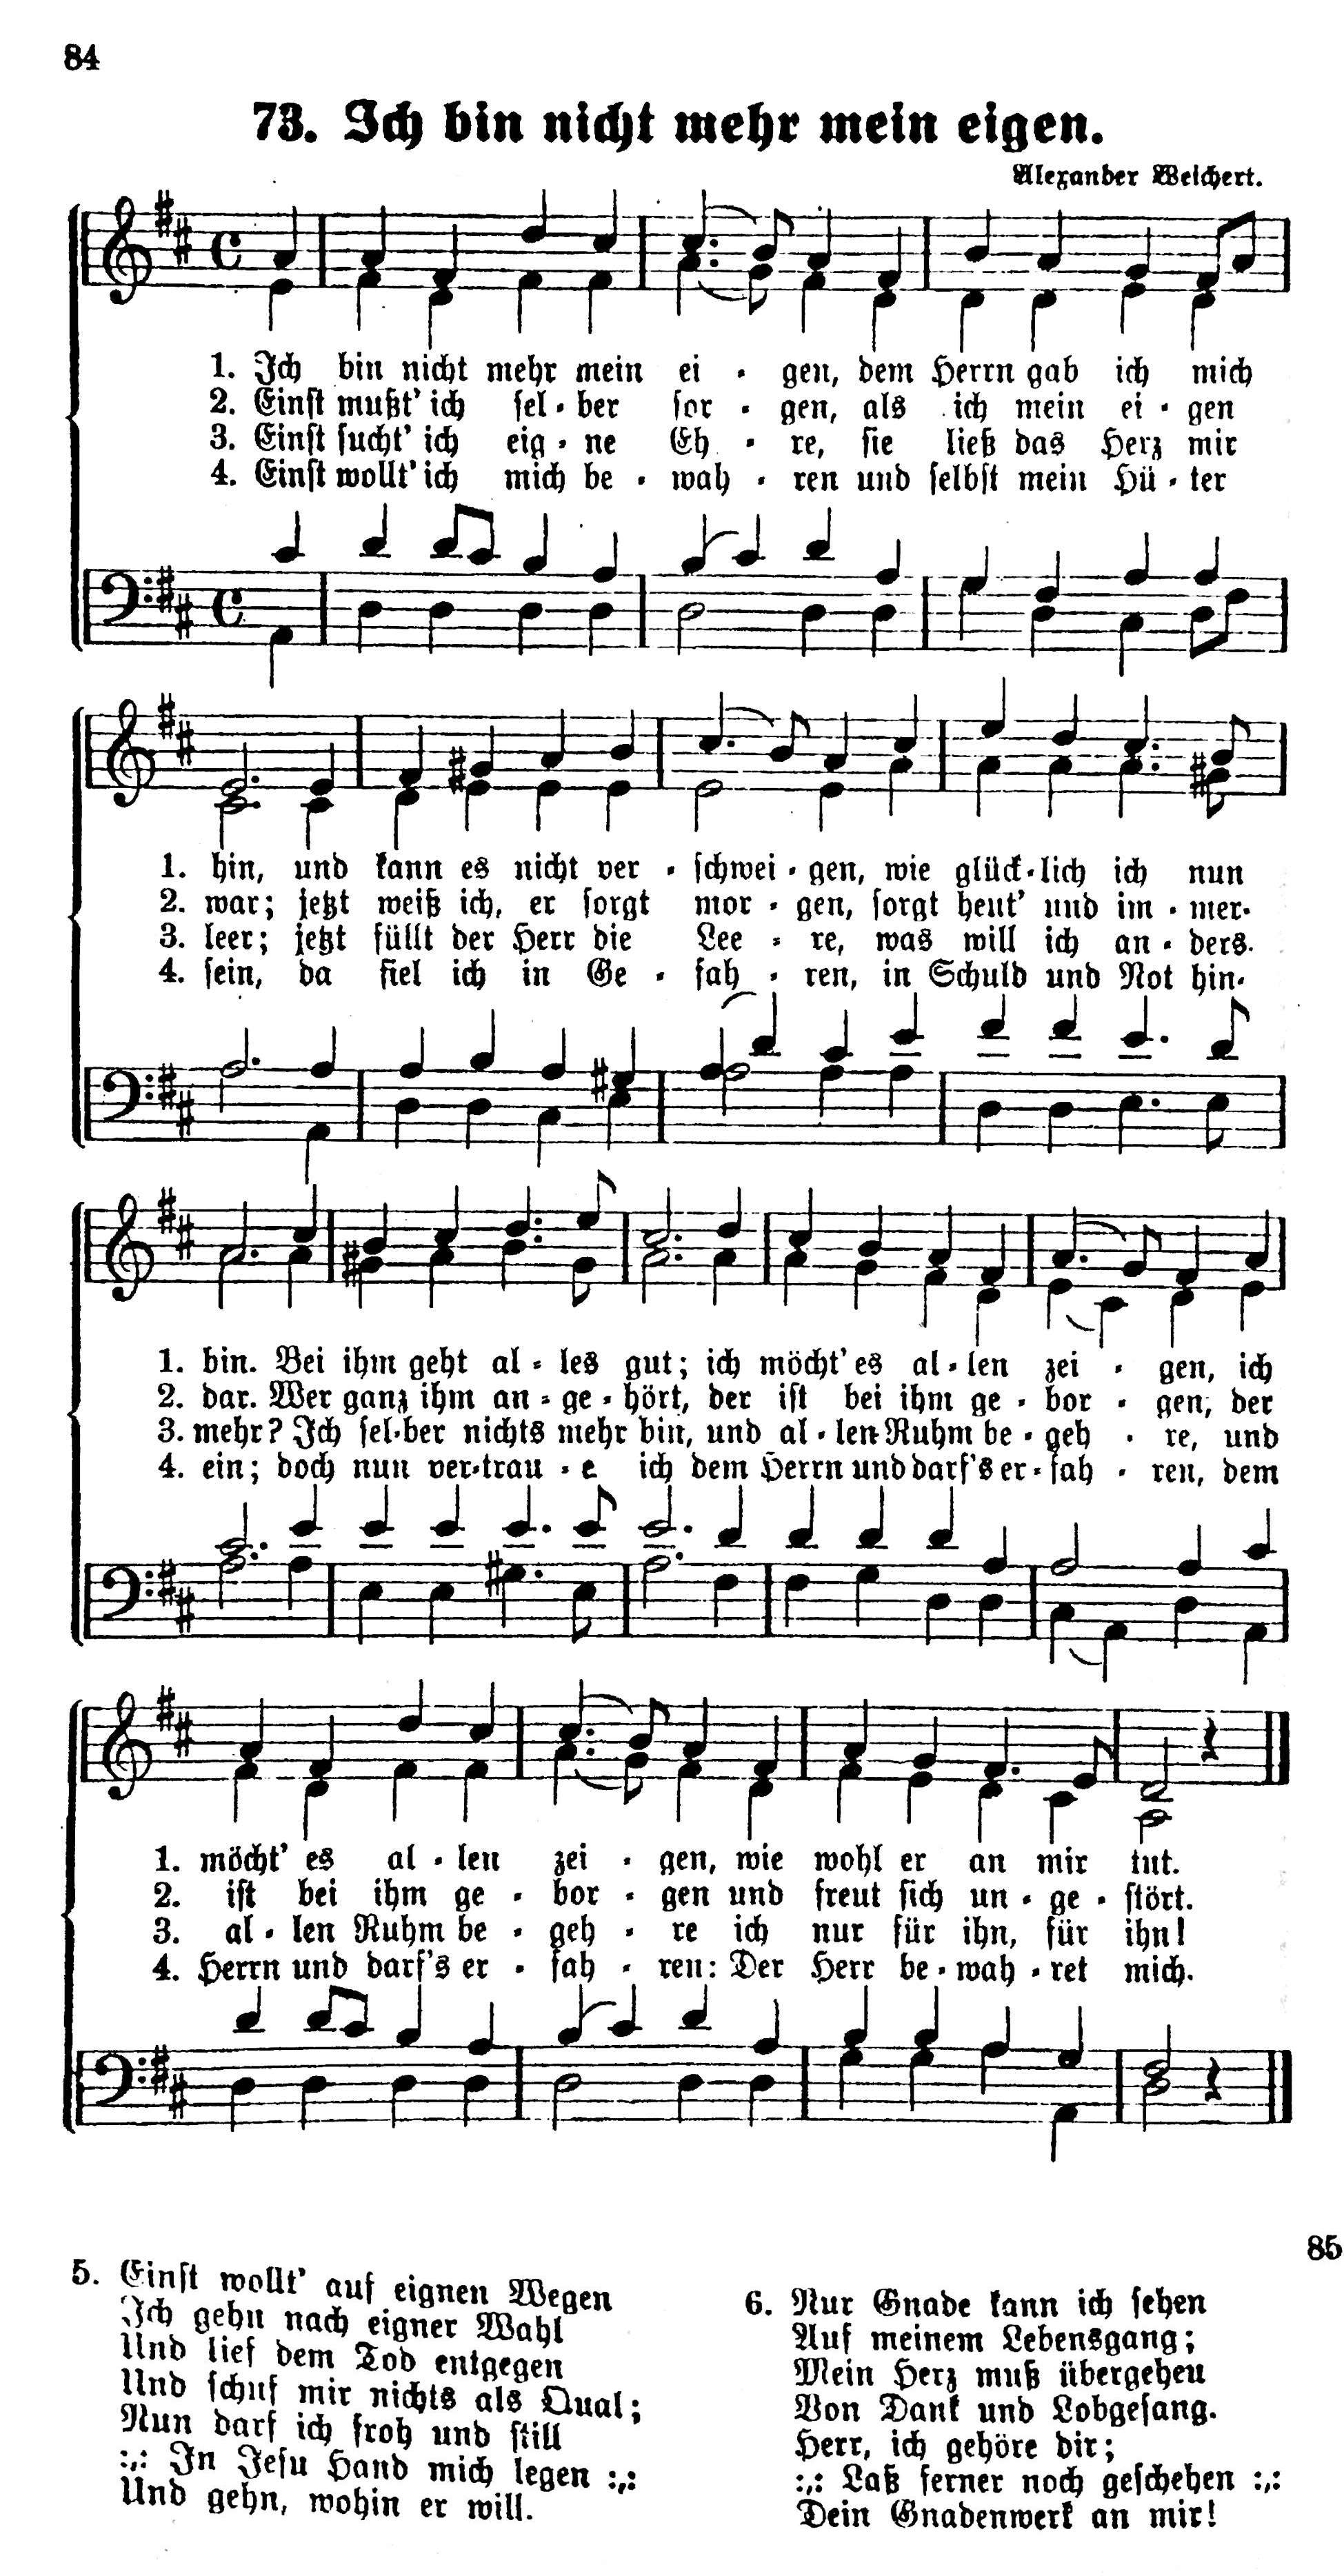 84
73. Ich bin nicht mehr mein eigen.
Alexander Weichert.
1. Ich bin nicht mehr mein ei - gen, dem Herrn gab ich mich
2. Einst mußt' ich sel - ber sor - gen, als ich mein ei - gen
3. Einst sucht' ich eig - ne Eh - re, sie ließ das Herz mir
4. Einst wollt' ich mich be - wah - ren und selbst mein Hü - ter
1. hin, und kann es nicht ver - schwei - gen, wie glück - lich ich nun
2. war; jetzt weiß ich, er sorgt mor - gen, sorgt heut' und im - mer-
3. leer; jetzt füllt der Herr die Lee - re, was will ich an - ders
4. sein, da fiel ich in Ge - fah - ren, in Schuld und Not hin-
1. bin. Bei ihm geht al - les gut; ich möcht' es al - len zei - gen, ich
2. dar. Wer ganz ihm an - ge - hört, der ist bei ihm ge - bor - gen, der
3. mehr? Ich sel - ber nichts mehr bin, und al - len Ruhm be - geh - re, und
4. ein; doch nun ver - trau - e ich dem Herrn und darf's er - fah - ren, dem
1. möcht' es al - len zei - gen, wie wohl er an mir tut.
2. ist bei ihm ge - bor - gen und freut sich un - ge - stört.
3. al - len Ruhm be - geh - re ich nur für ihn, für ihn!
4. Herrn und darf's er - fah - ren: Der Herr be - wah - ret mich.
85
5. Einst wollt' auf eignen Wegen
Ich gehn nach eigner Wahl
Und lief dem Tod entgegen
Und schuf mir nichts als Qual;
Nun darf ich froh und still
:,: In Jesu Hand mich legen :,:
Und gehn, wohin er will.
6. Nur Gnade kann ich sehen
Auf meinem Lebensgang;
Mein Herz muß übergehen
Von Dank und Lobgesang.
Herr, ich gehöre dir;
:,: Laß ferner noch geschehen :,:
Dein Gnadenwerk an mir!